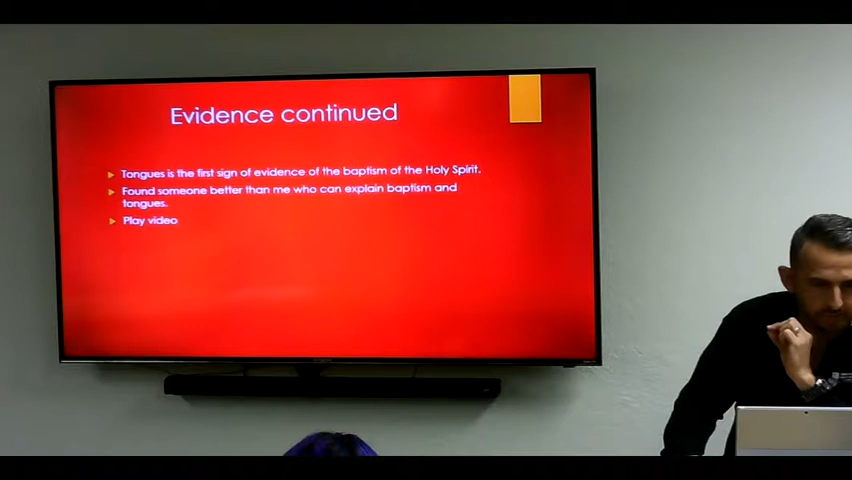 Evidence continued
Tongues is the first sign of evidence of the baptism of the Holy Spirit.
Found someone better than me who can explain baptism and
tongues.
Play video